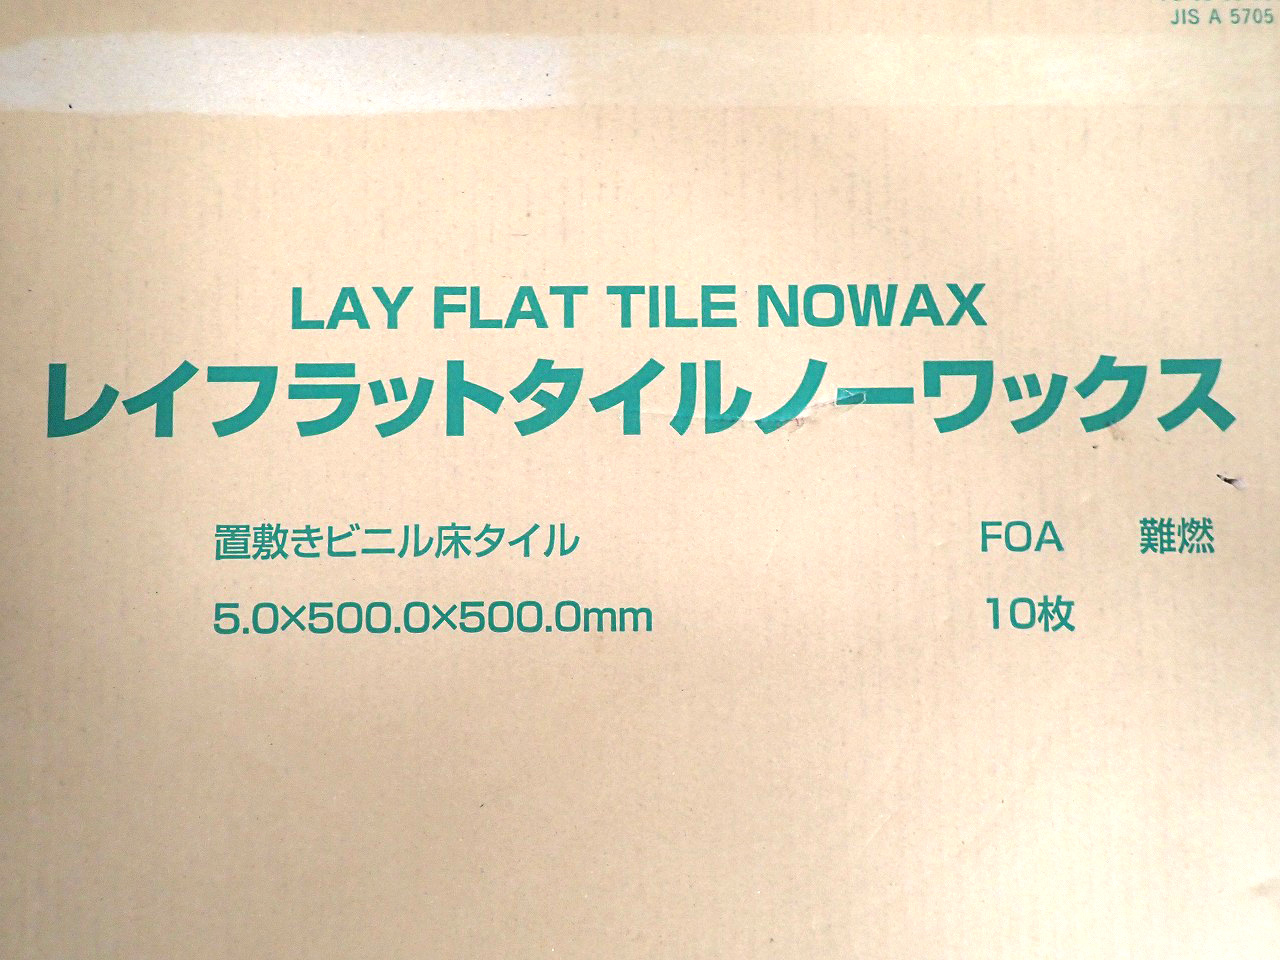 JIS A 5705
LAY FLAT TILE NOWAX
レイフラットタイルノーワックス
置敷きビニル床タイル FOA 難燃
5.0×500.0×500.0mm 10枚